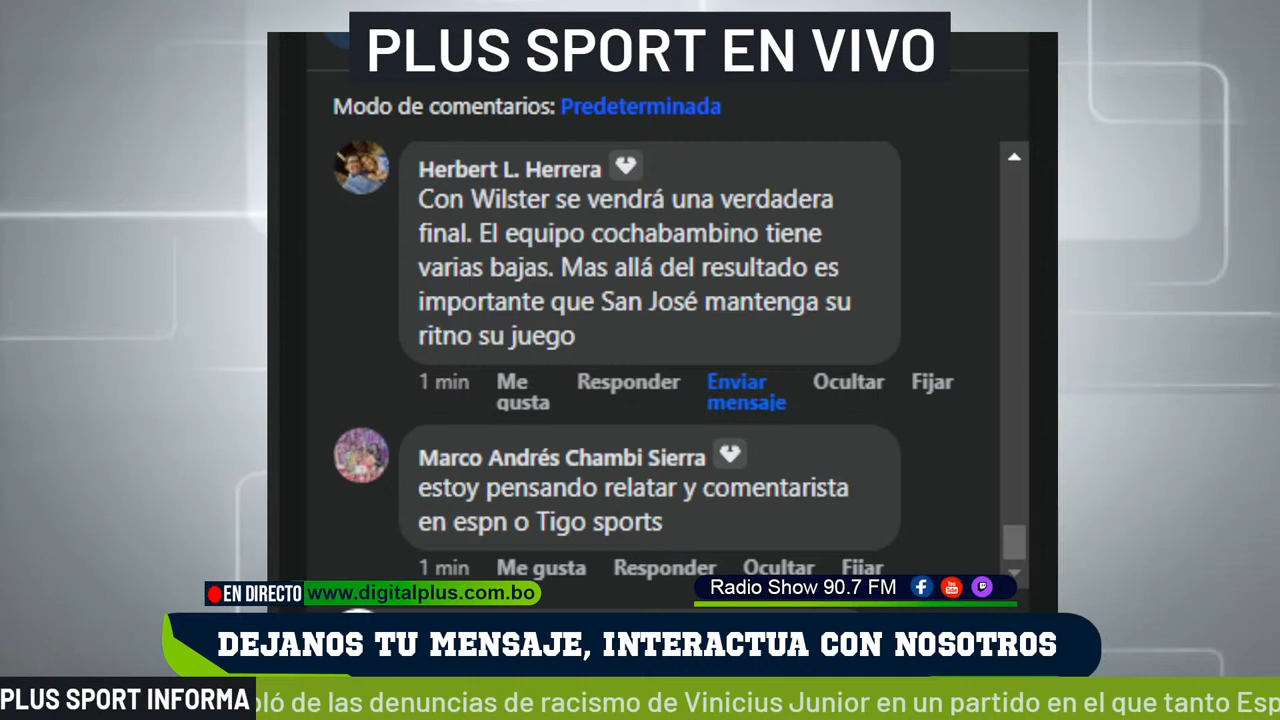 PLUS SPORT EN VIVO
Modo de comentarios: Predeterminada
Herbert L. Herrera
Con Wilster se vendrá una verdadera
final. El equipo cochabambino tiene
varias bajas. Mas allá del resultado es
importante que San José mantenga su
ritno su juego
1 min Me gusta Responder Enviar mensaje Ocultar Fijar
Marco Andrés Chambi Sierra
estoy pensando relatar y comentarista
en espn o Tigo sports
1 min Me gusta Responder Ocultar Fijar
EN DIRECTO www.digitalplus.com.bo
Radio Show 90.7 FM
DEJANOS TU MENSAJE, INTERACTUA CON NOSOTROS
PLUS SPORT INFORMA
de las denuncias de racismo de Vinicius Junior en un partido en el que tanto